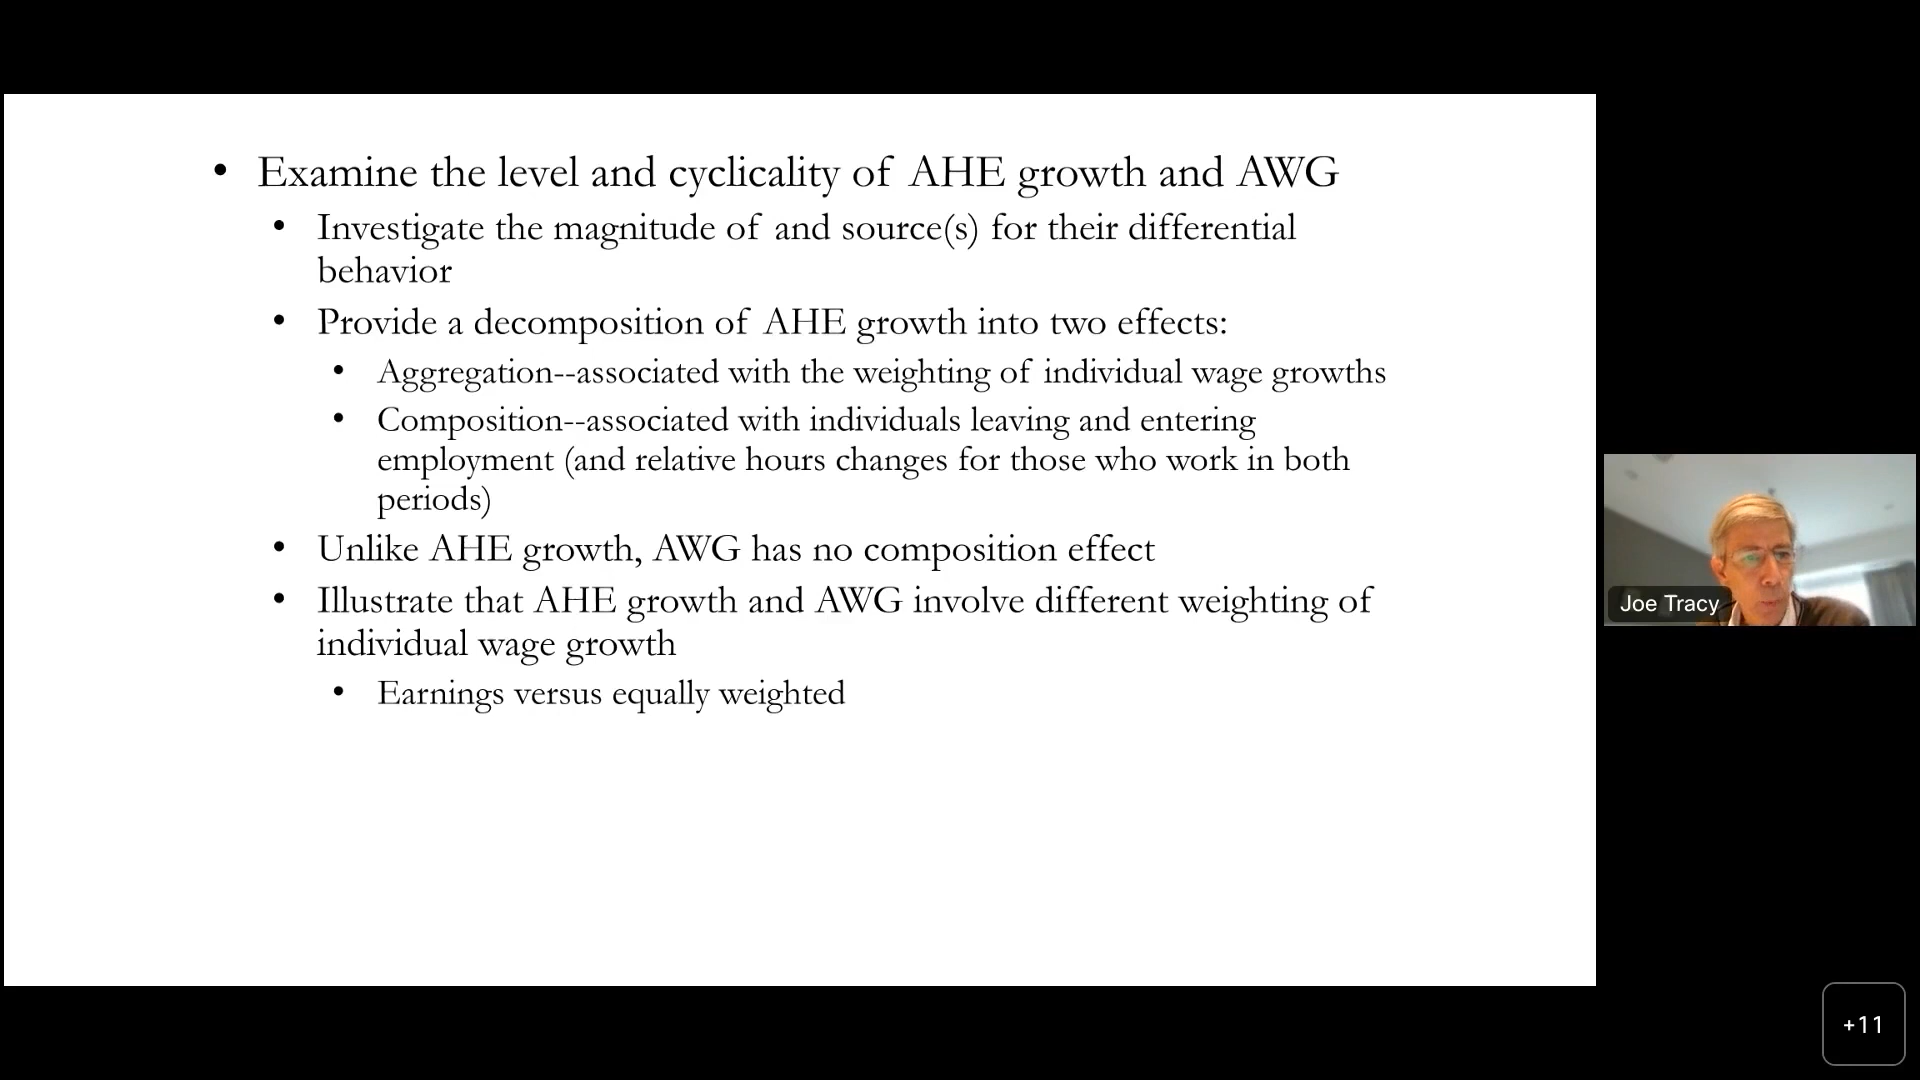 • Examine the level and cyclicality of AHE growth and AWG
• Investigate the magnitude of and source(s) for their differential
behavior
• Provide a decomposition of AHE growth into two effects:
• Aggregation--associated with the weighting of individual wage growths
• Composition--associated with individuals leaving and entering
employment (and relative hours changes for those who work in both
periods)
• Unlike AHE growth, AWG has no composition effect
• Illustrate that AHE growth and AWG involve different weighting of
individual wage growth
• Earnings versus equally weighted
Joe Tracy
+11